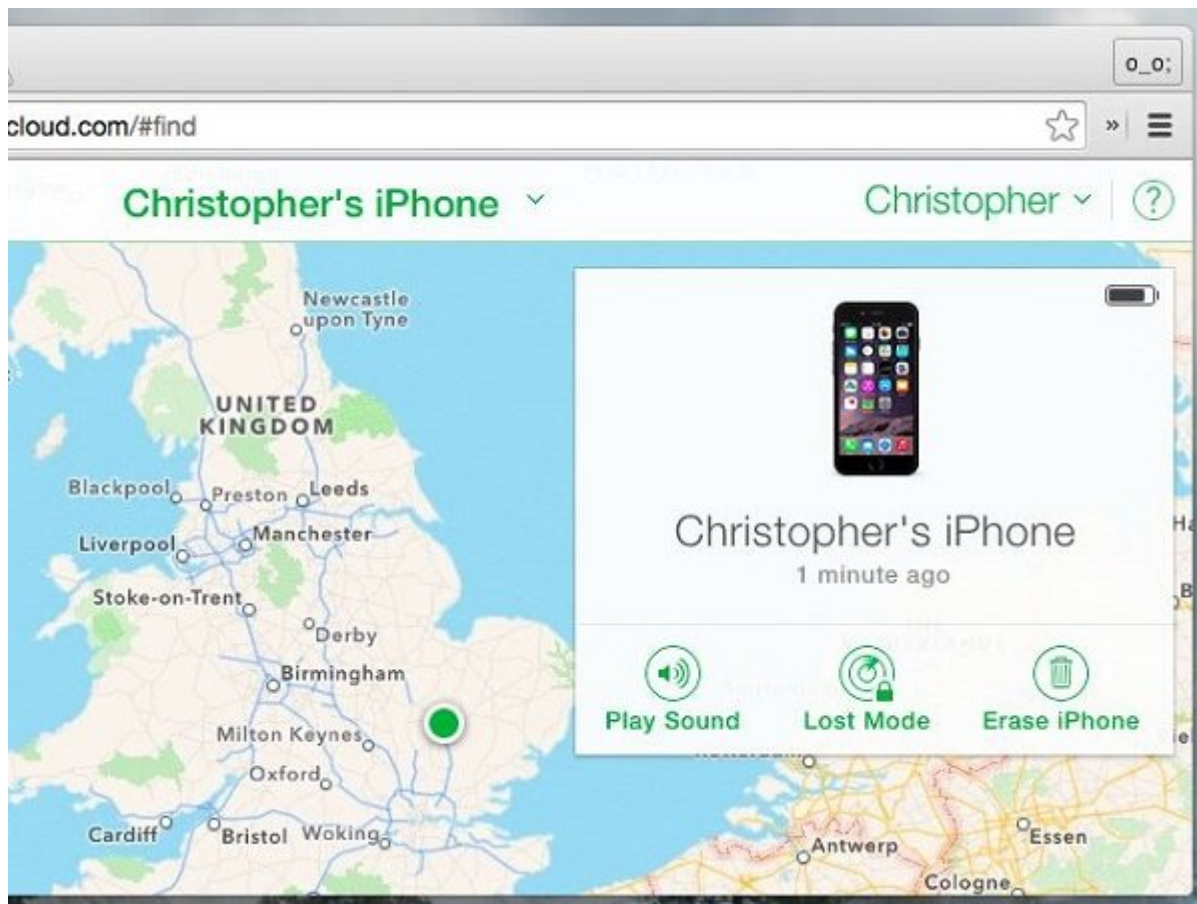 o_o;
cloud.com/#find
»
Christopher's iPhone
Christopher
?
Newcastle
upon Tyne
UNITED
KINGDOM
Blackpool
Preston
Leeds
Liverpool
Manchester
Stoke-on-Trent
Derby
Birmingham
Milton Keynes
Oxford
Cardiff
Bristol
Woking
Christopher's iPhone
1 minute ago
Play Sound
Lost Mode
Erase iPhone
Antwerp
Essen
Cologne